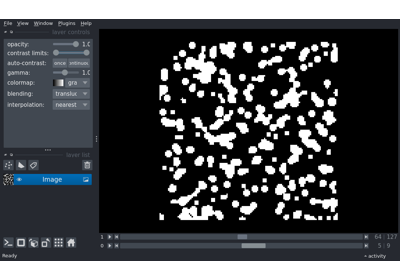 File View Window Plugins Help
layer controls
opacity: 1.0
contrast limits:
auto-contrast: once continuous
gamma: 1.0
colormap: gra
blending: transluc
interpolation: nearest
layer list
Image
1 64 127
0 5 9
Ready activity